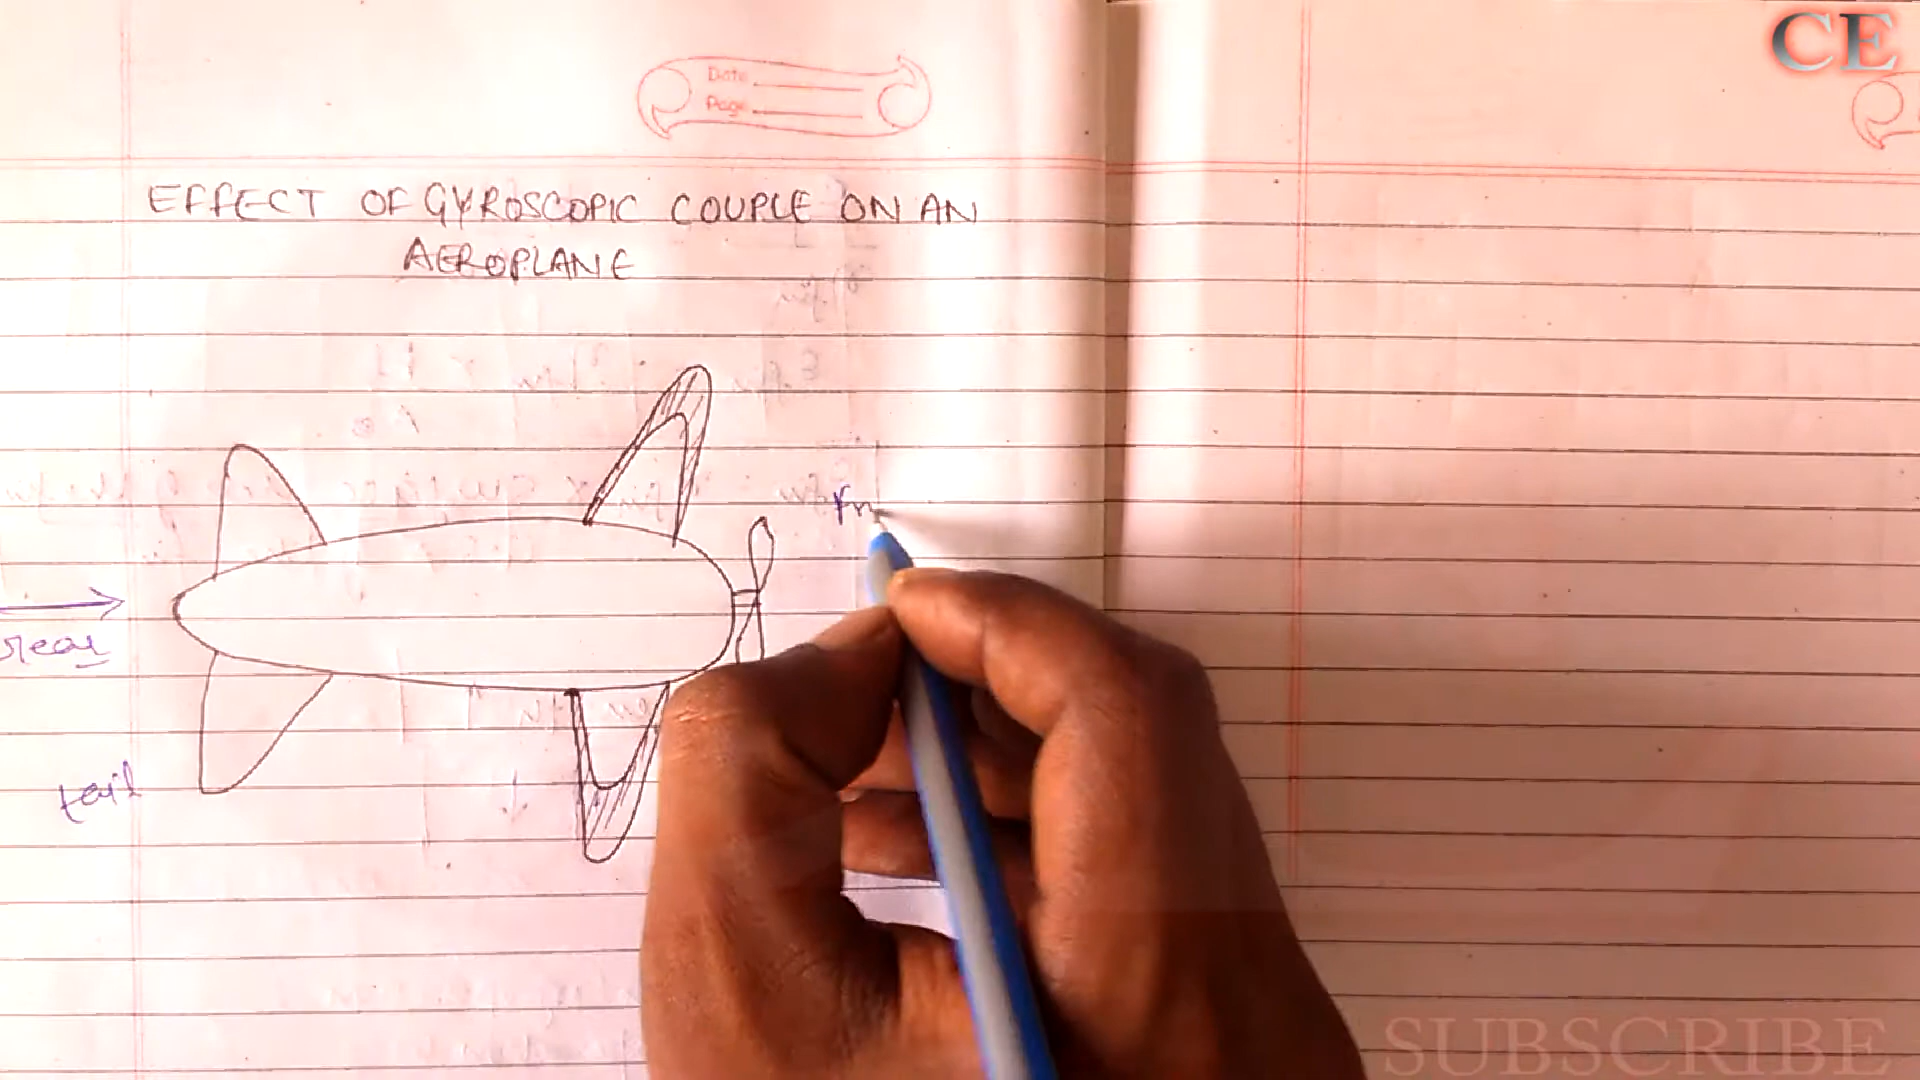 CE
Date
Page
EFFECT OF GYROSCOPIC COUPLE ON AN
AEROPLANE
rear
tail
SUBSCRIBE